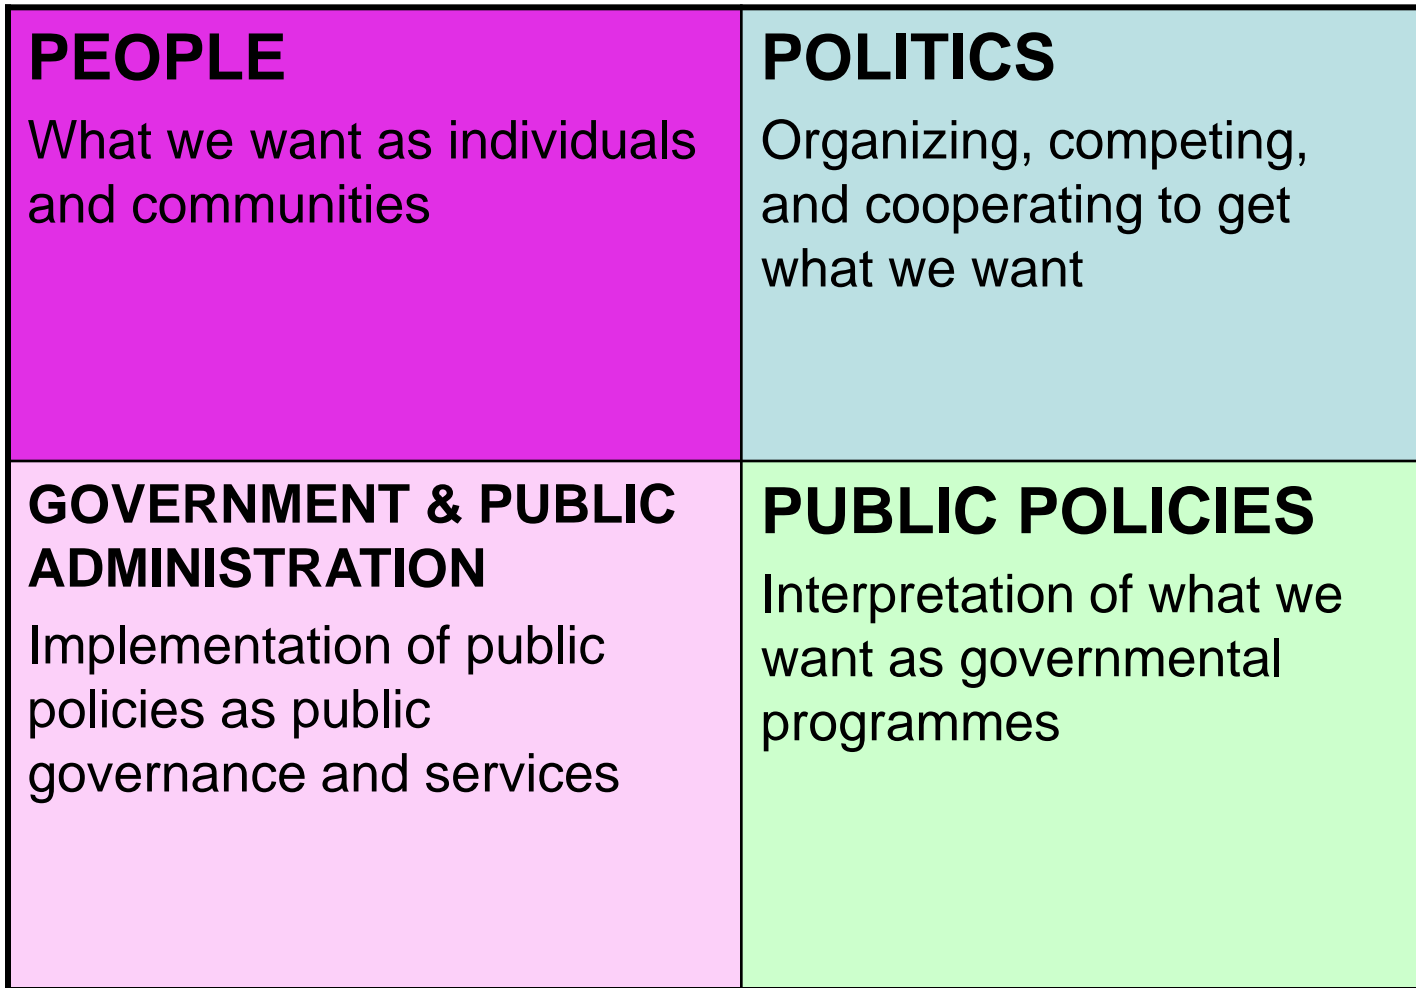 PEOPLE
What we want as individuals
and communities
POLITICS
Organizing, competing,
and cooperating to get
what we want
GOVERNMENT & PUBLIC
ADMINISTRATION
Implementation of public
policies as public
governance and services
PUBLIC POLICIES
Interpretation of what we
want as governmental
programmes